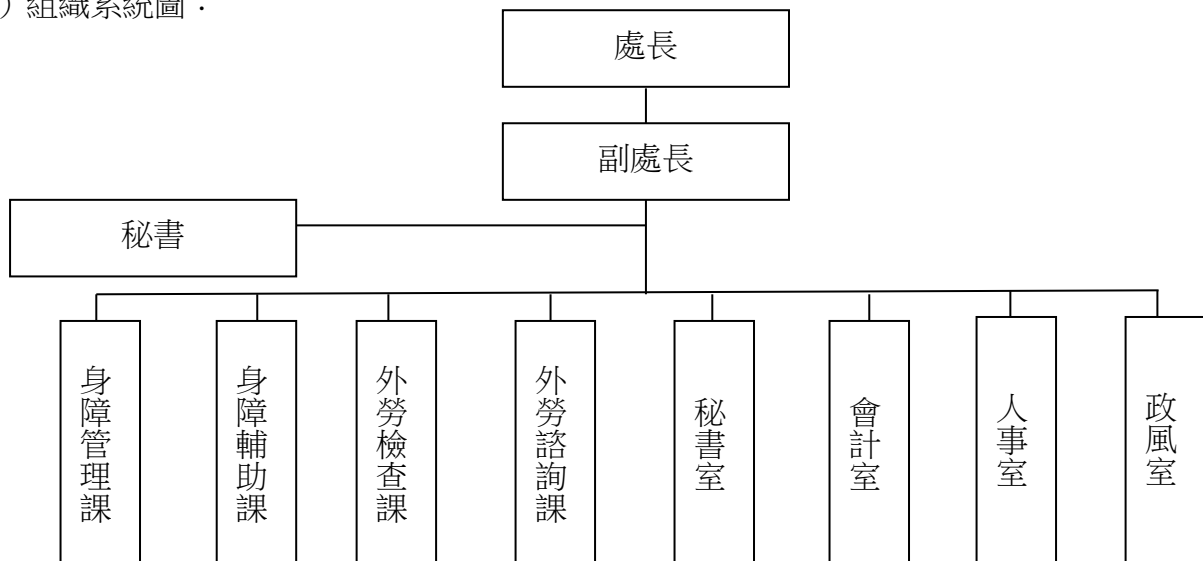 ）組織系統圖：
處長
副處長
秘書
身障管理課
身障輔助課
外勞檢查課
外勞諮詢課
秘書室
會計室
人事室
政風室